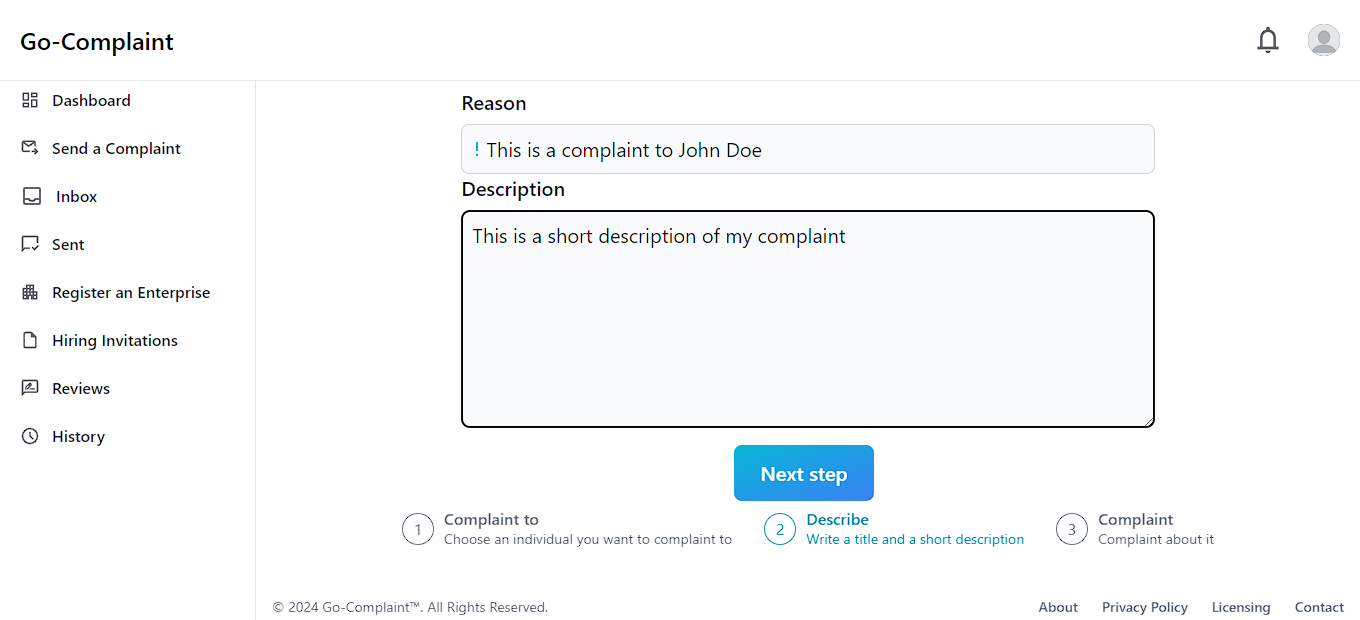 Go-Complaint
Dashboard
Send a Complaint
Inbox
Sent
Register an Enterprise
Hiring Invitations
Reviews
History
Reason
! This is a complaint to John Doe
Description
This is a short description of my complaint
Next step
1 Complaint to
Choose an individual you want to complaint to
2 Describe
Write a title and a short description
3 Complaint
Complaint about it
© 2024 Go-Complaint™. All Rights Reserved.
About Privacy Policy Licensing Contact